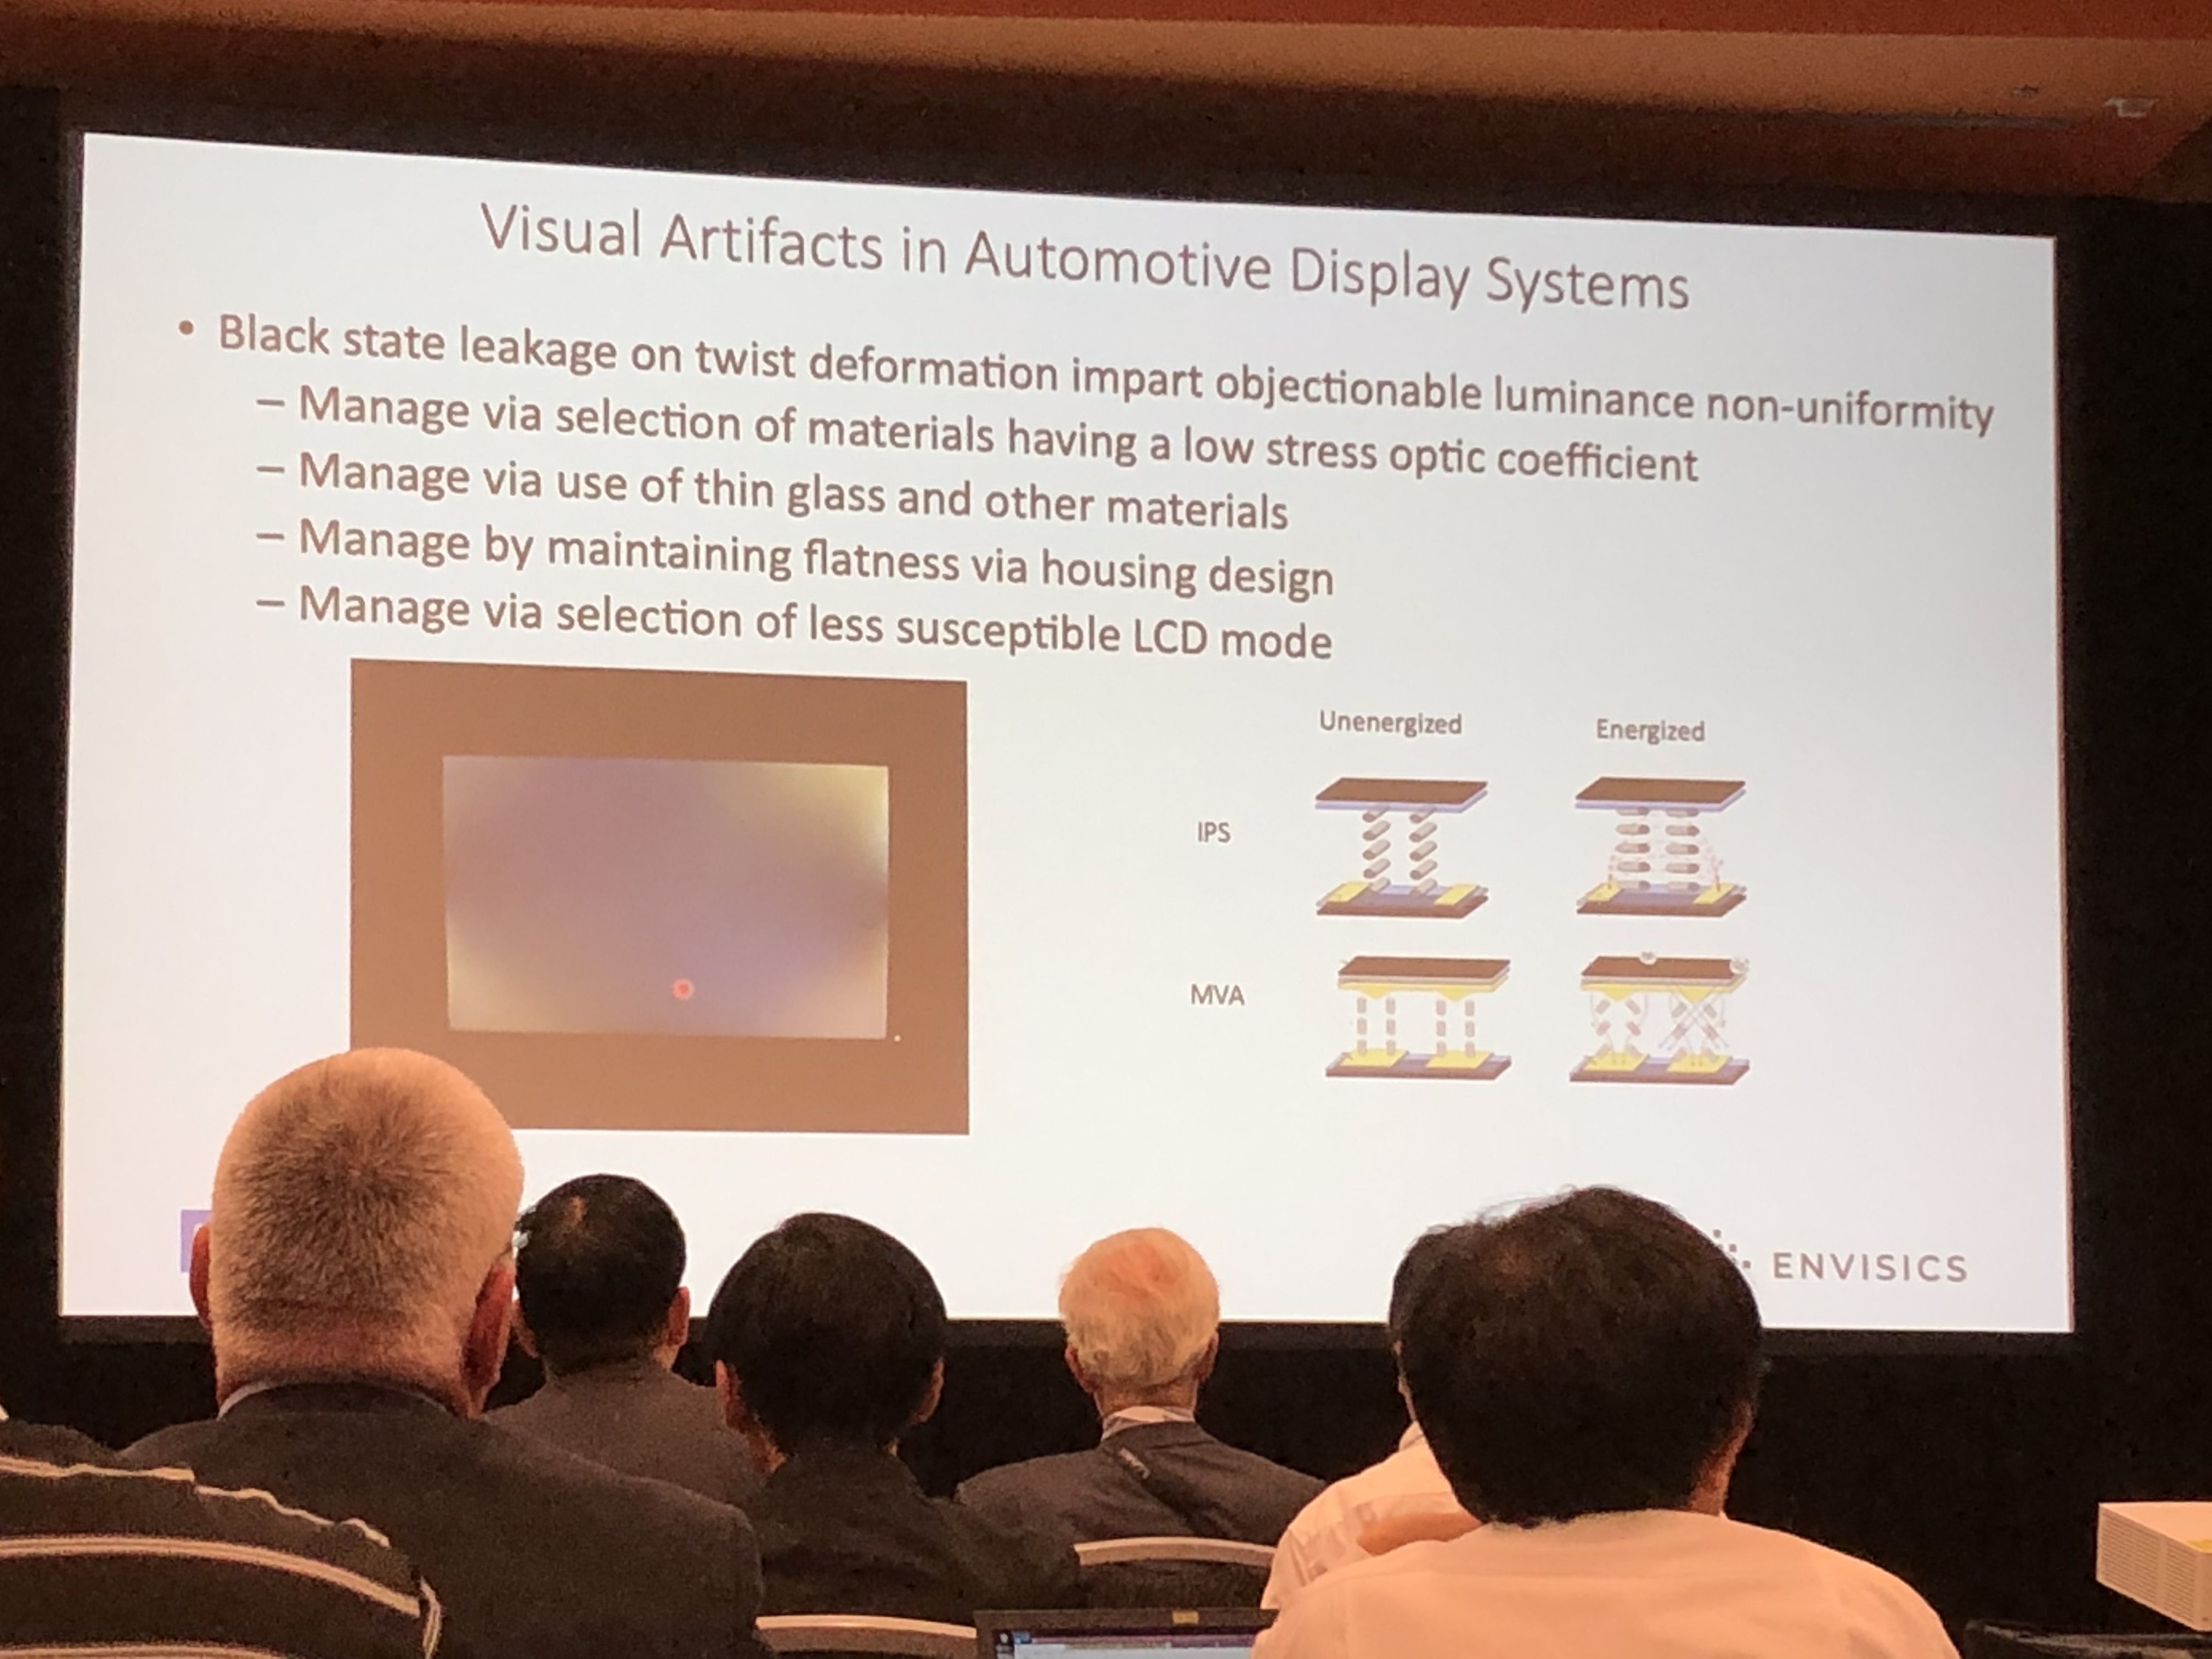 Visual Artifacts in Automotive Display Systems
• Black state leakage on twist deformation impart objectionable luminance non-uniformity
– Manage via selection of materials having a low stress optic coefficient
– Manage via use of thin glass and other materials
– Manage by maintaining flatness via housing design
– Manage via selection of less susceptible LCD mode
Unenergized
Energized
IPS
MVA
ENVISICS